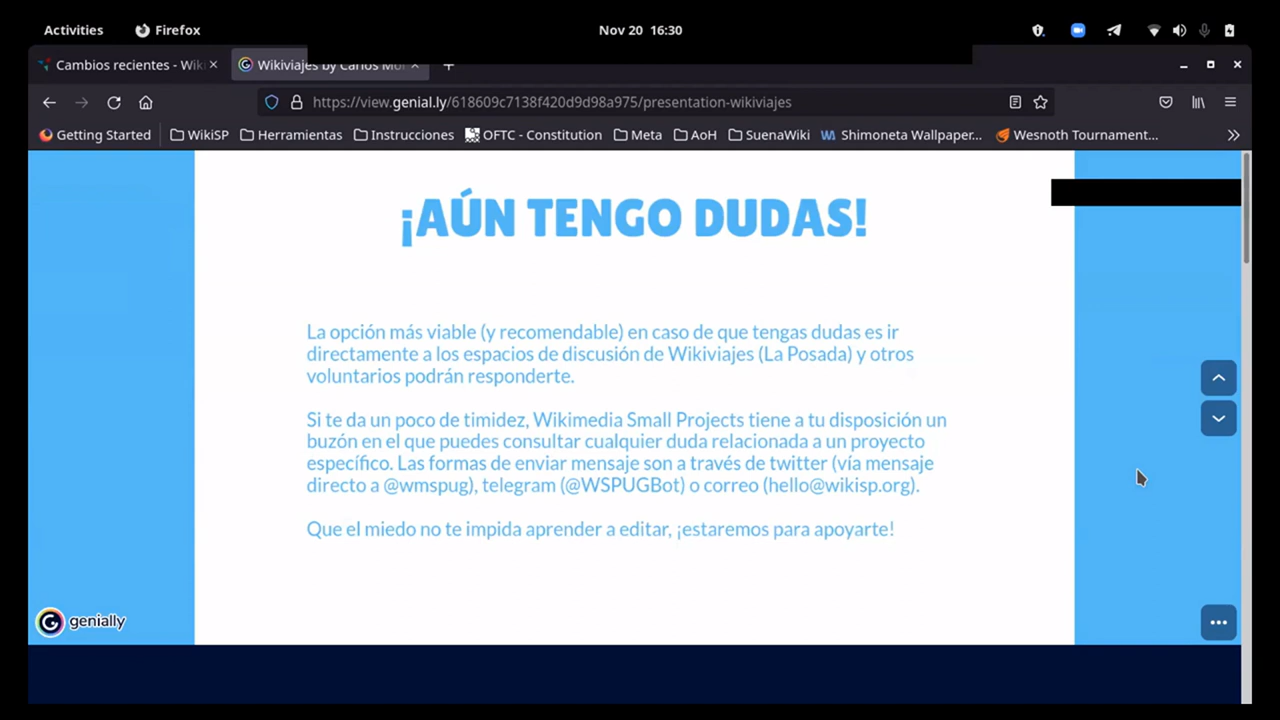 Activities
Firefox
Nov 20 16:30
Cambios recientes - Wiki
Wikiviajes by Carlos Mo
https://view.genial.ly/618609c7138f420d9d98a975/presentation-wikiviajes
Getting Started
WikiSP
Herramientas
Instrucciones
OFTC - Constitution
Meta
AoH
SuenaWiki
Shimoneta Wallpaper...
Wesnoth Tournament...
¡AÚN TENGO DUDAS!
La opción más viable (y recomendable) en caso de que tengas dudas es ir
directamente a los espacios de discusión de Wikiviajes (La Posada) y otros
voluntarios podrán responderte.
Si te da un poco de timidez, Wikimedia Small Projects tiene a tu disposición un
buzón en el que puedes consultar cualquier duda relacionada a un proyecto
específico. Las formas de enviar mensaje son a través de twitter (vía mensaje
directo a @wmspug), telegram (@WSPUGBot) o correo (hello@wikisp.org).
Que el miedo no te impida aprender a editar, ¡estaremos para apoyarte!
genially